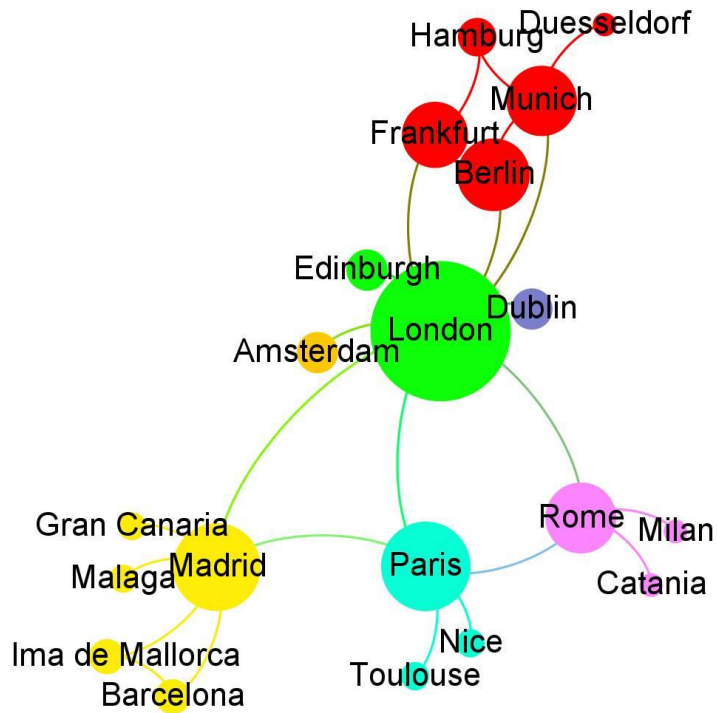 Duesseldorf
Hamburg
Munich
Frankfurt
Berlin
Edinburgh
Dublin
London
Amsterdam
Rome
Gran Canaria
Milan
Madrid
Paris
Malaga
Catania
Nice
Ima de Mallorca
Toulouse
Barcelona